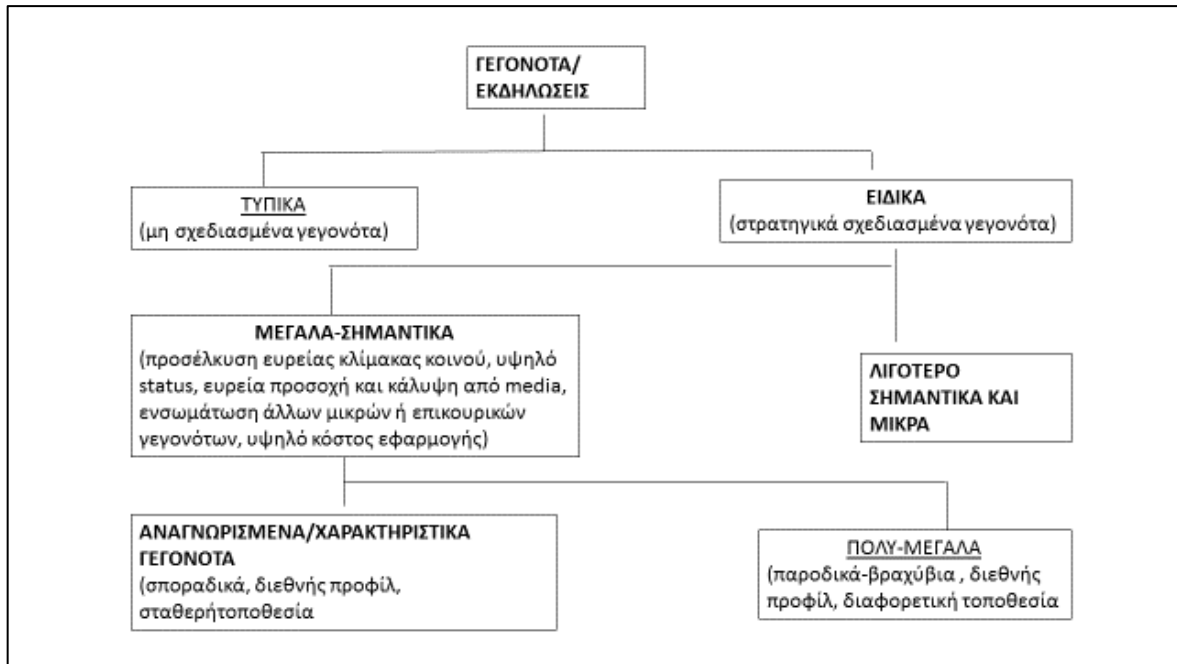 ΓΕΓΟΝΟΤΑ/
ΕΚΔΗΛΩΣΕΙΣ
ΤΥΠΙΚΑ
(μη σχεδιασμένα γεγονότα)
ΕΙΔΙΚΑ
(στρατηγικά σχεδιασμένα γεγονότα)
ΜΕΓΑΛΑ-ΣΗΜΑΝΤΙΚΑ
(προσέλκυση ευρείας κλίμακας κοινού, υψηλό
status, ευρεία προσοχή και κάλυψη από media,
ενσωμάτωση άλλων μικρών ή επικουρικών
γεγονότων, υψηλό κόστος εφαρμογής)
ΛΙΓΟΤΕΡΟ
ΣΗΜΑΝΤΙΚΑ ΚΑΙ
ΜΙΚΡΑ
ΑΝΑΓΝΩΡΙΣΜΕΝΑ/ΧΑΡΑΚΤΗΡΙΣΤΙΚΑ
ΓΕΓΟΝΟΤΑ
(σποραδικά, διεθνής προφίλ,
σταθερήτοποθεσία
ΠΟΛΥ-ΜΕΓΑΛΑ
(παροδικά-βραχύβια , διεθνής
προφίλ, διαφορετική τοποθεσία